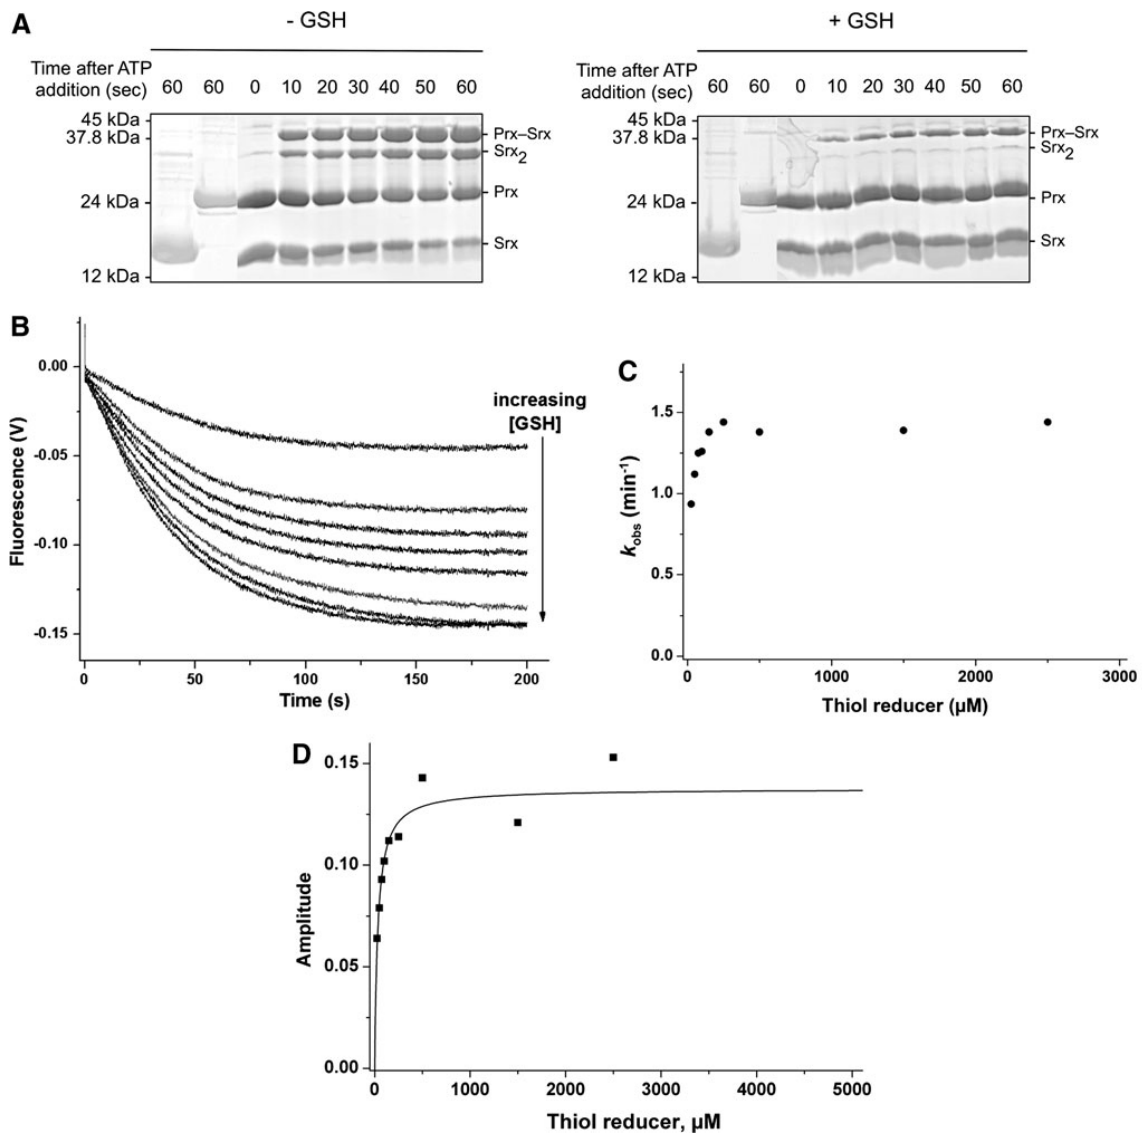 A
- GSH
+ GSH
Time after ATP
addition (sec) 60 60 0 10 20 30 40 50 60
45 kDa
37.8 kDa
24 kDa
12 kDa
Prx–Srx
Srx2
Prx
Srx
Time after ATP
addition (sec) 60 60 0 10 20 30 40 50 60
45 kDa
37.8 kDa
24 kDa
12 kDa
Prx–Srx
Srx2
Prx
Srx
B
Fluorescence (V)
0.00
-0.05
-0.10
-0.15
0 50 100 150 200
Time (s)
increasing
[GSH]
C
kobs (min-1)
1.5
1.0
0.5
0.0
0 1000 2000 3000
Thiol reducer (µM)
D
Amplitude
0.15
0.10
0.05
0.00
0 1000 2000 3000 4000 5000
Thiol reducer, µM